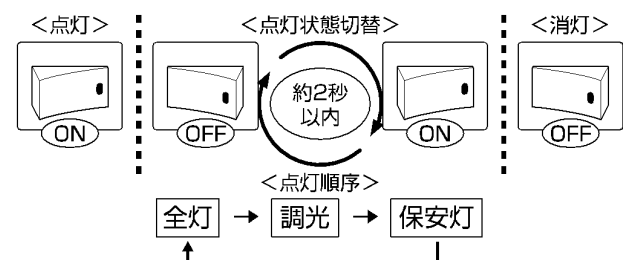 <点灯>
<点灯状態切替>
<消灯>
約2秒
以内
ON
OFF
ON
OFF
<点灯順序>
全灯 → 調光 → 保安灯